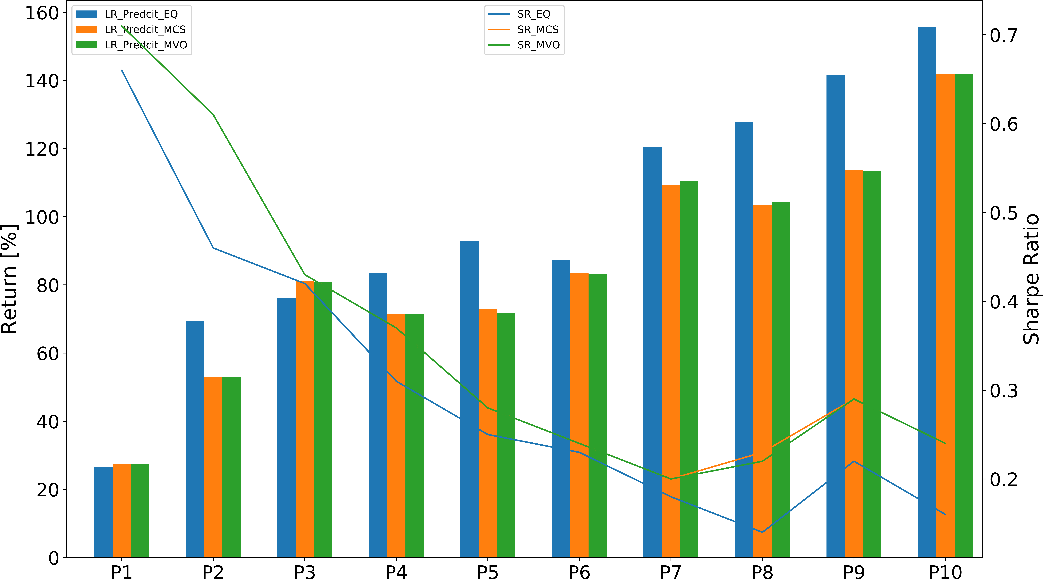 LR_Predcit_EQ
LR_Predcit_MCS
LR_Predcit_MVO
SR_EQ
SR_MCS
SR_MVO
Return [%]
160
140
120
100
80
60
40
20
0
0.7
0.6
0.5
0.4
0.3
0.2
Sharpe Ratio
P1 P2 P3 P4 P5 P6 P7 P8 P9 P10